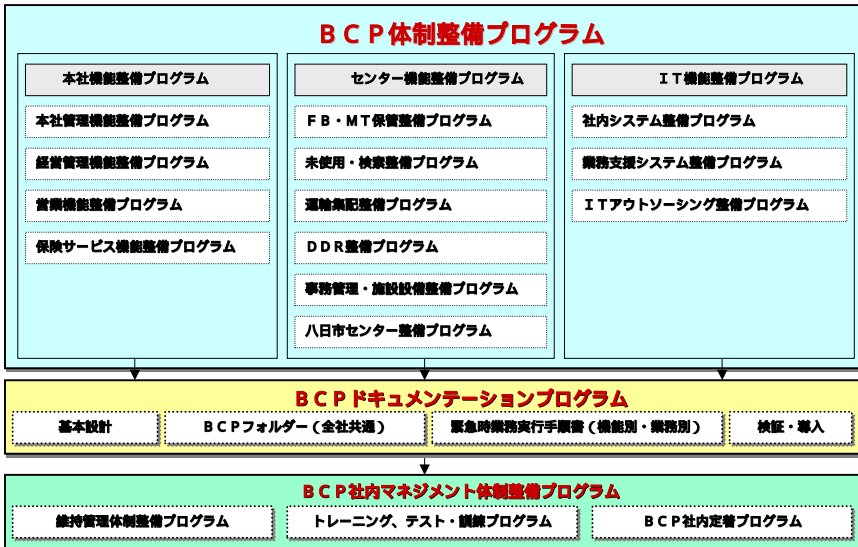 ＢＣＰ体制整備プログラム
本社機能整備プログラム
本社管理機能整備プログラム
経営管理機能整備プログラム
営業機能整備プログラム
保険サービス機能整備プログラム
センター機能整備プログラム
ＦＢ・ＭＴ保管整備プログラム
未使用・検索整備プログラム
運輸集配整備プログラム
ＤＤＲ整備プログラム
事務管理・施設設備整備プログラム
八日市センター整備プログラム
ＩＴ機能整備プログラム
社内システム整備プログラム
業務支援システム整備プログラム
ＩＴアウトソーシング整備プログラム
ＢＣＰドキュメンテーションプログラム
基本設計
ＢＣＰフォルダー（全社共通）
緊急時業務実行手順書（機能別・業務別）
検証・導入
ＢＣＰ社内マネジメント体制整備プログラム
維持管理体制整備プログラム
トレーニング、テスト・訓練プログラム
ＢＣＰ社内定着プログラム